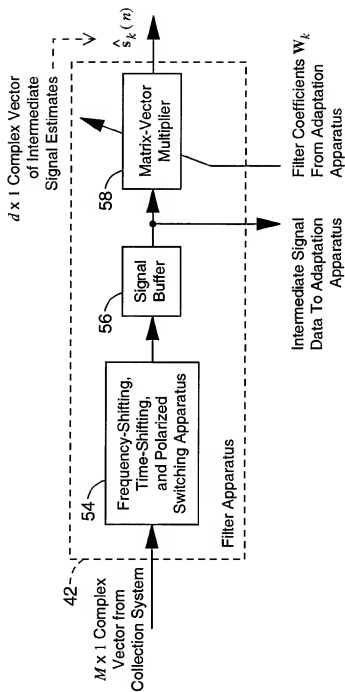 d x 1 Complex Vector
of Intermediate
Signal Estimates
42
M x 1 Complex
Vector from
Collection System
54
Frequency-Shifting,
Time-Shifting,
and Polarized
Switching Apparatus
56
Signal
Buffer
58
Matrix-Vector
Multiplier
ŝₖ(n)
Filter Apparatus
Intermediate Signal
Data To Adaptation
Apparatus
Filter Coefficients Wₖ
From Adaptation
Apparatus